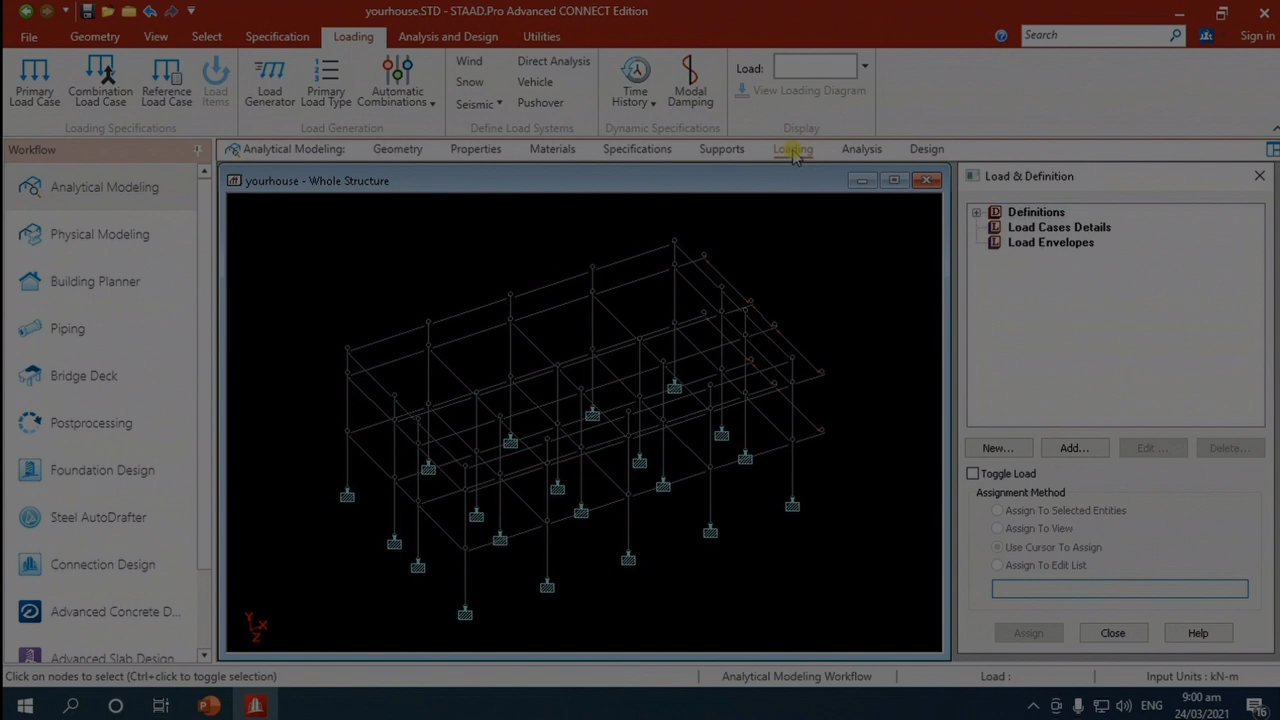 yourhouse.STD - STAAD.Pro Advanced CONNECT Edition
File Geometry View Select Specification Loading Analysis and Design Utilities Search Sign in
Primary Load Case
Combination Load Case
Reference Load Case
Load Items
Loading Specifications
Load Generator
Primary Load Type
Automatic Combinations
Load Generation
Wind Direct Analysis
Snow Vehicle
Seismic Pushover
Define Load Systems
Time History
Modal Damping
Dynamic Specifications
Load:
View Loading Diagram
Display
Workflow
Analytical Modeling: Geometry Properties Materials Specifications Supports Loading Analysis Design
Analytical Modeling
Physical Modeling
Building Planner
Piping
Bridge Deck
Postprocessing
Foundation Design
Steel AutoDrafter
Connection Design
Advanced Concrete D...
Advanced Slab Design
yourhouse - Whole Structure
Y X
Z
Load & Definition
D Definitions
L Load Cases Details
L Load Envelopes
New... Add... Edit ... Delete...
Toggle Load
Assignment Method
Assign To Selected Entities
Assign To View
Use Cursor To Assign
Assign To Edit List
Assign Close Help
Click on nodes to select (Ctrl+click to toggle selection) Analytical Modeling Workflow Load : Input Units : kN-m
ENG 9:00 am
24/03/2021 16